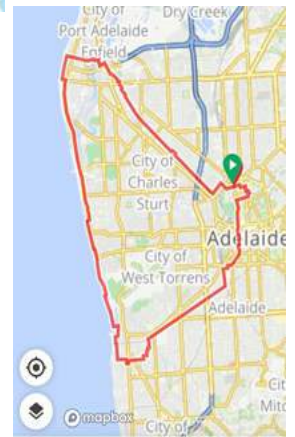 City of
Port Adelaide
Enfield
Dry Creek
City of
Charles
Sturt
Adelaide
City of
West Torrens
Adelaide
Cit
Mitc
City of
mapbox